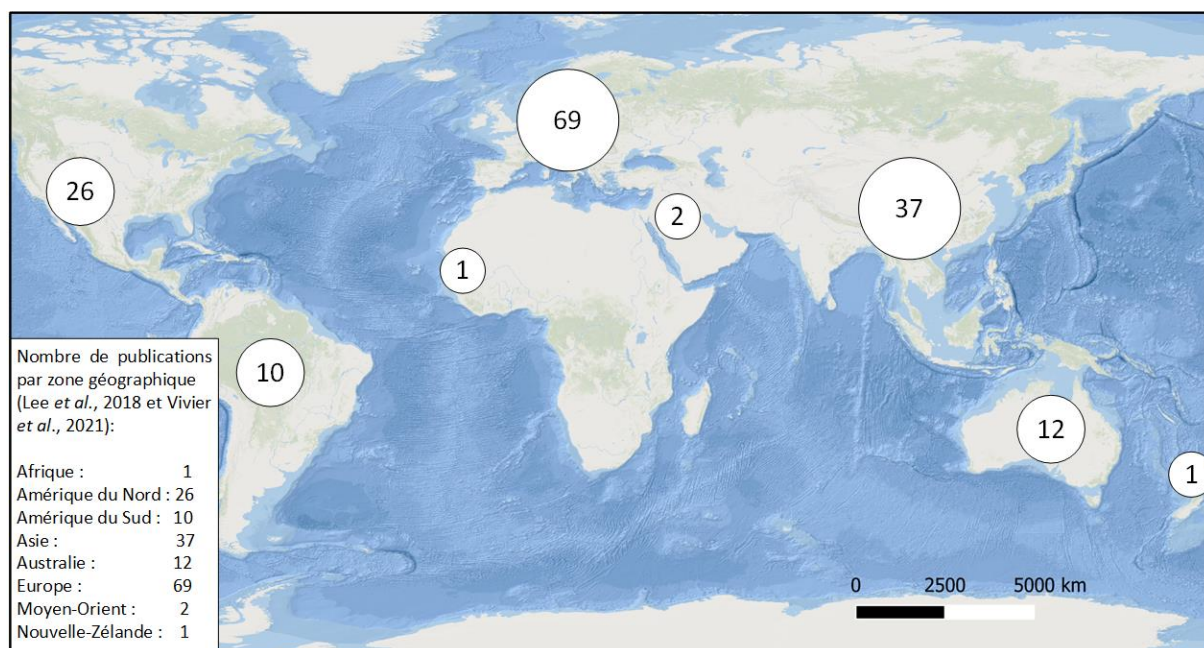 69
26
37
2
1
10
12
1
Nombre de publications
par zone géographique
(Lee et al., 2018 et Vivier
et al., 2021):
Afrique : 1
Amérique du Nord : 26
Amérique du Sud : 10
Asie : 37
Australie : 12
Europe : 69
Moyen-Orient : 2
Nouvelle-Zélande : 1
0 2500 5000 km